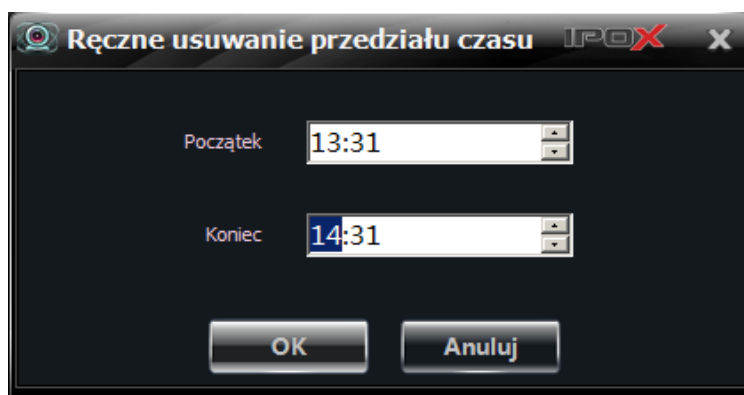 Ręczne usuwanie przedziału czasu IPOX
Początek 13:31
Koniec 14:31
OK Anuluj